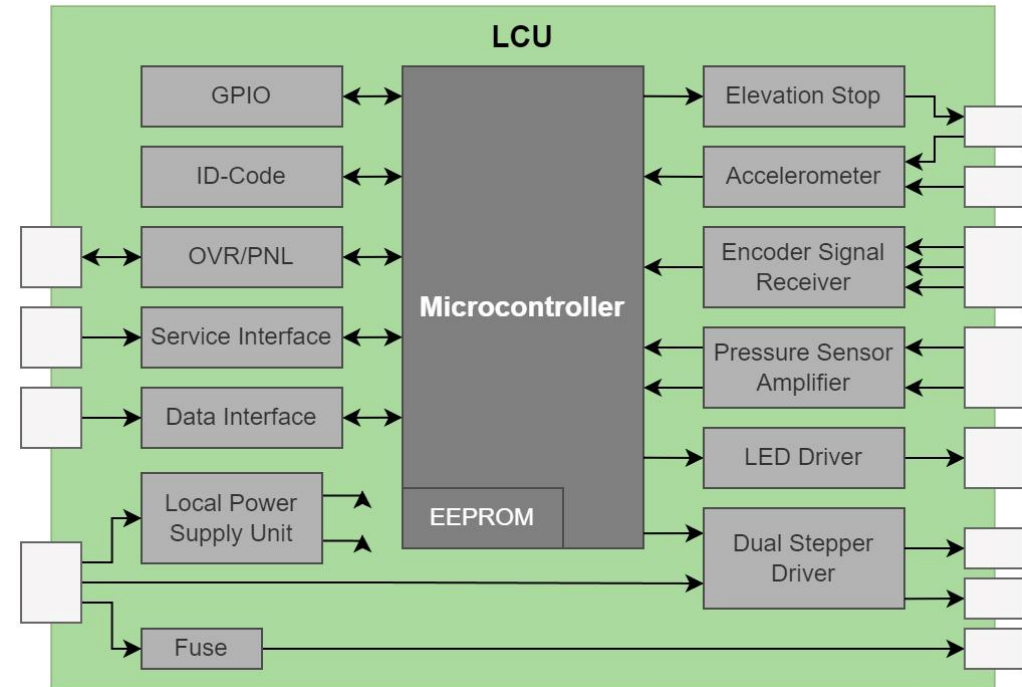 LCU
GPIO
ID-Code
OVR/PNL
Service Interface
Data Interface
Local Power
Supply Unit
Fuse
Microcontroller
EEPROM
Elevation Stop
Accelerometer
Encoder Signal
Receiver
Pressure Sensor
Amplifier
LED Driver
Dual Stepper
Driver